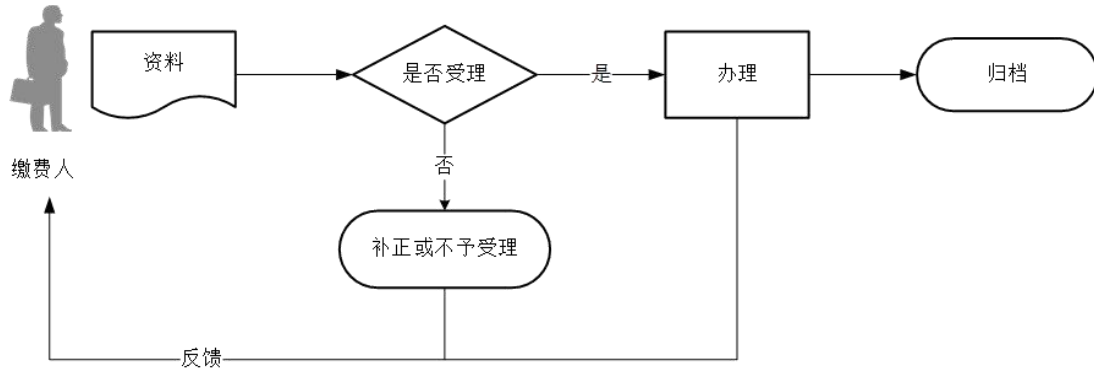 资料
是否受理
是
办理
归档
缴费人
否
补正或不予受理
反馈